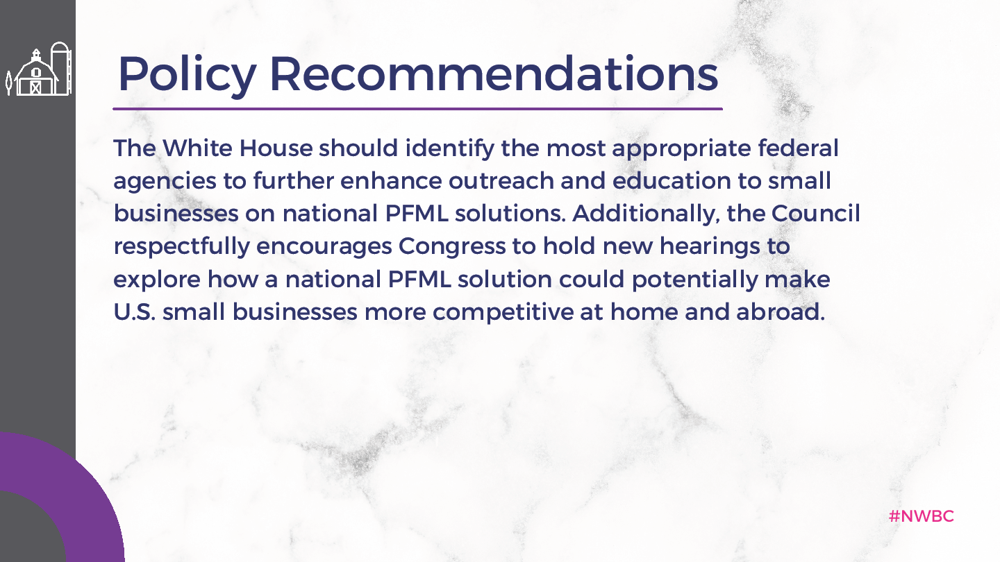 Policy Recommendations
The White House should identify the most appropriate federal
agencies to further enhance outreach and education to small
businesses on national PFML solutions. Additionally, the Council
respectfully encourages Congress to hold new hearings to
explore how a national PFML solution could potentially make
U.S. small businesses more competitive at home and abroad.
#NWBC